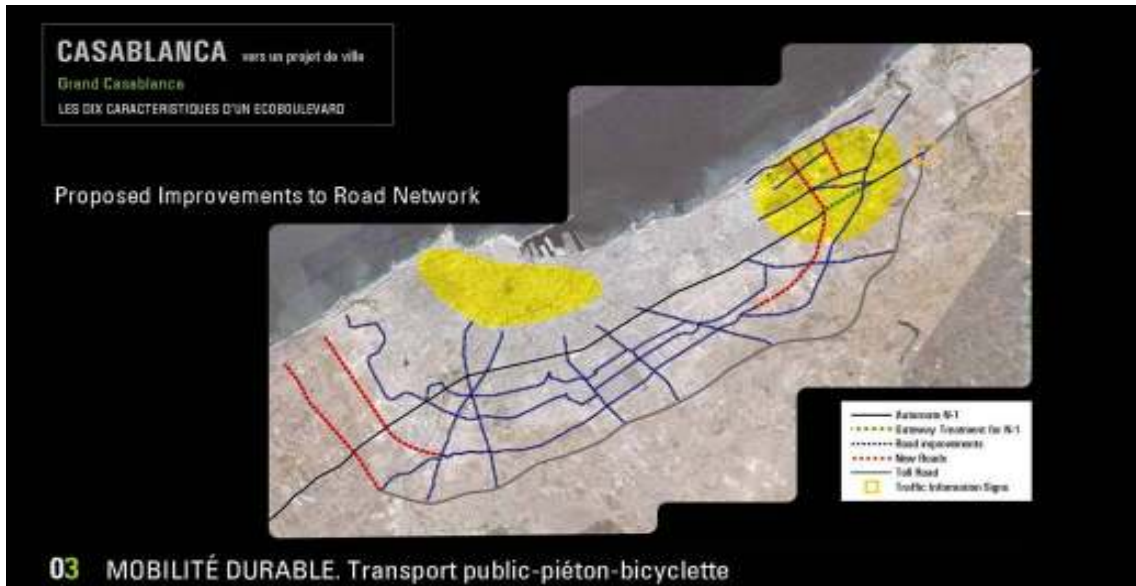 CASABLANCA vers un projet de ville
Grand Casablanca
LES DIX CARACTERISTIQUES D'UN ECOBOULEVARD
Proposed Improvements to Road Network
Autoroute N-1
Gateway Treatment for N-1
Road improvements
New Roads
Toll Road
Traffic Information Signs
03 MOBILITÉ DURABLE. Transport public-piéton-bicyclette